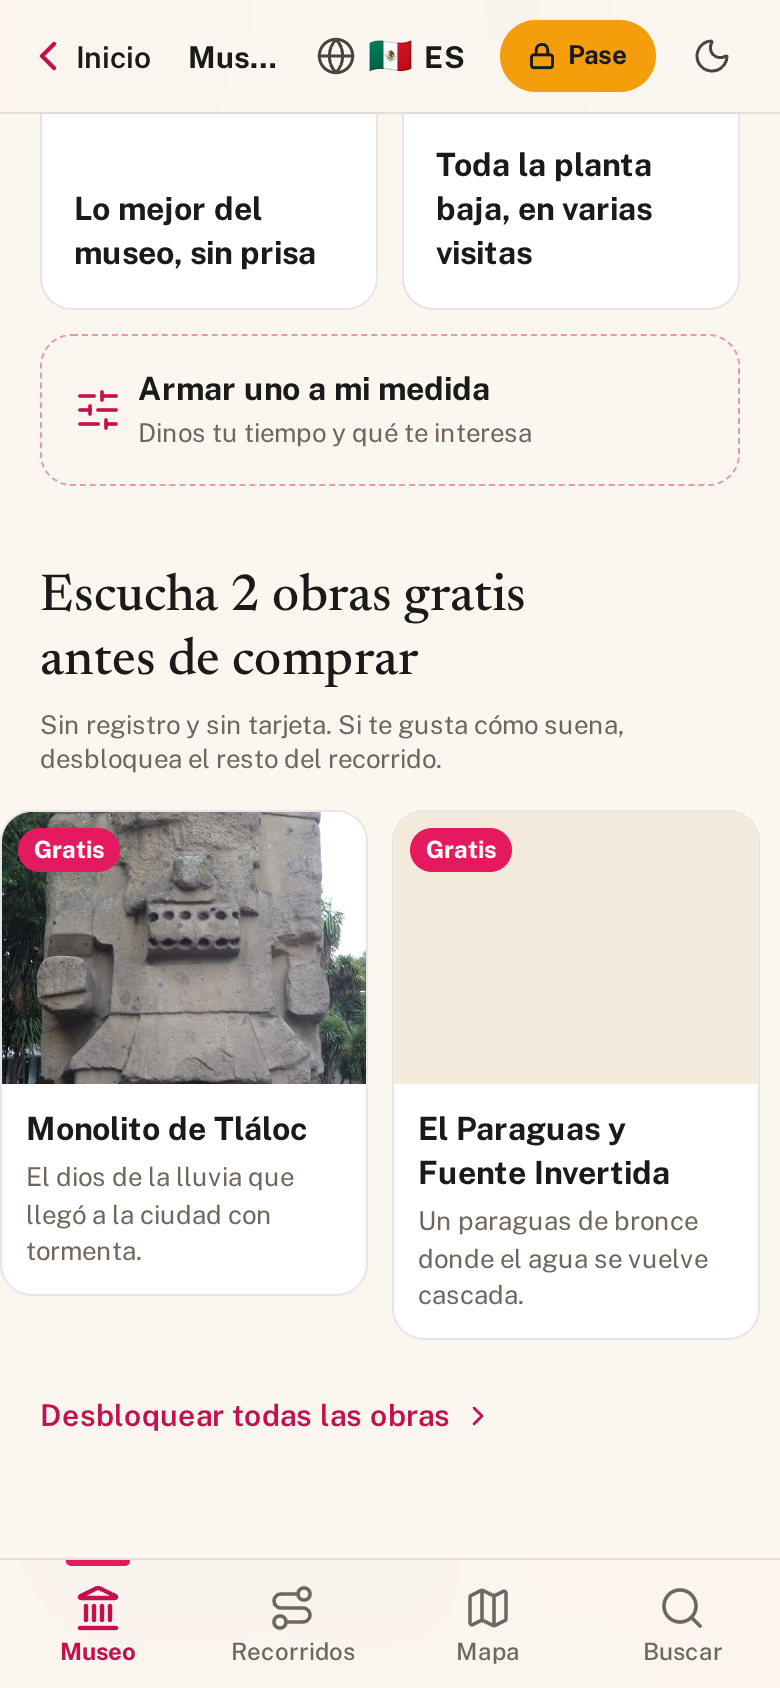 Inicio
Mus...
ES
Pase
Lo mejor del
museo, sin prisa
Toda la planta
baja, en varias
visitas
Armar uno a mi medida
Dinos tu tiempo y qué te interesa
Escucha 2 obras gratis
antes de comprar
Sin registro y sin tarjeta. Si te gusta cómo suena,
desbloquea el resto del recorrido.
Gratis
Monolito de Tláloc
El dios de la lluvia que
llegó a la ciudad con
tormenta.
Gratis
El Paraguas y
Fuente Invertida
Un paraguas de bronce
donde el agua se vuelve
cascada.
Desbloquear todas las obras
Museo
Recorridos
Mapa
Buscar